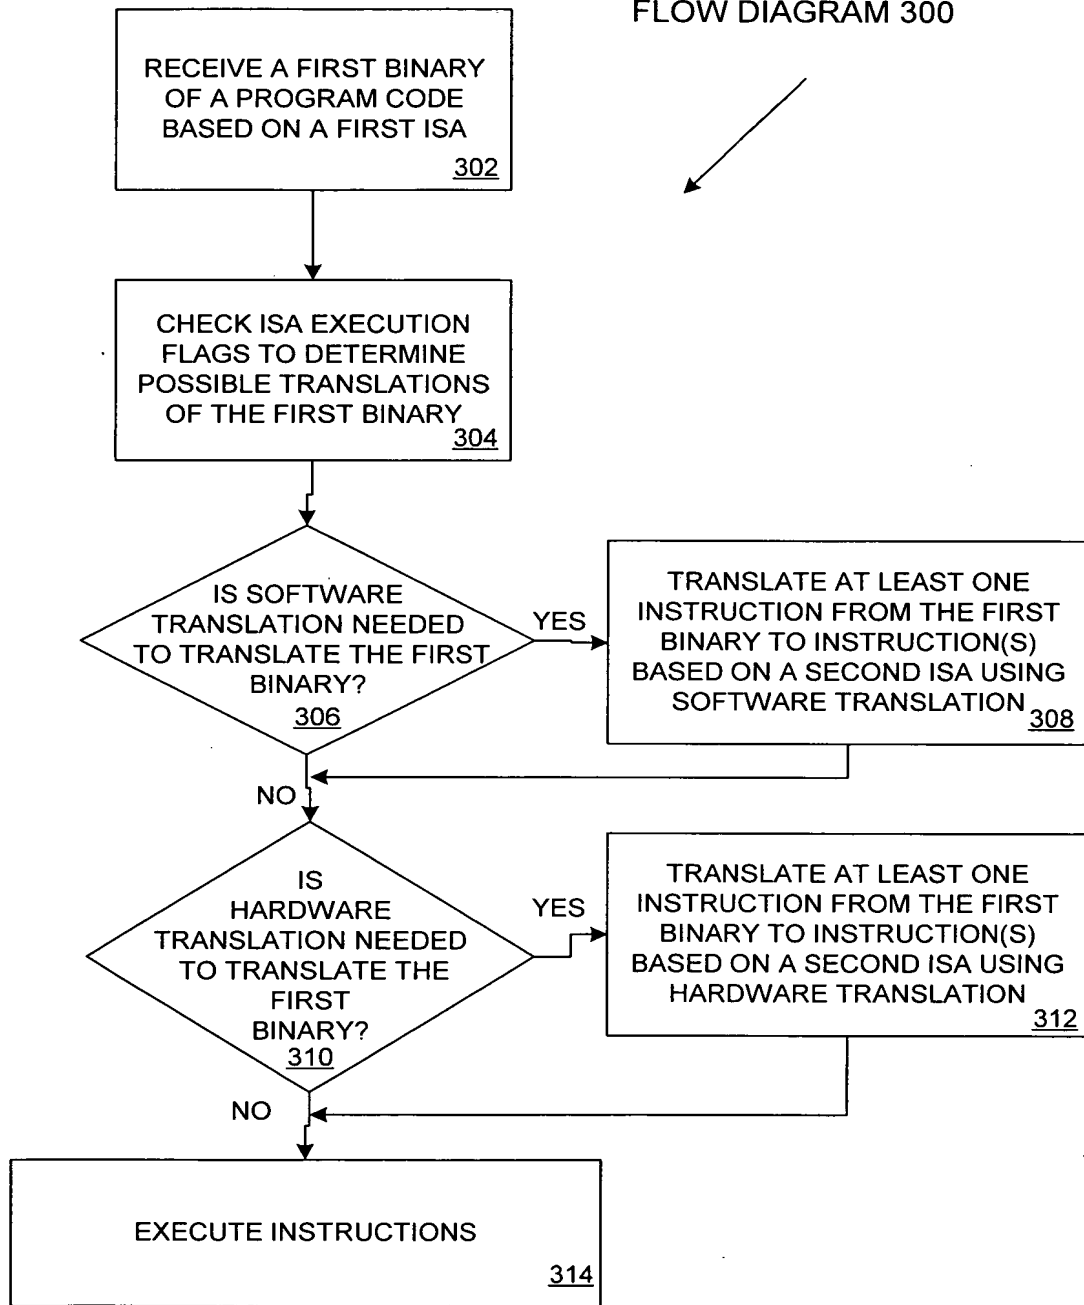 FLOW DIAGRAM 300
RECEIVE A FIRST BINARY
OF A PROGRAM CODE
BASED ON A FIRST ISA
302
CHECK ISA EXECUTION
FLAGS TO DETERMINE
POSSIBLE TRANSLATIONS
OF THE FIRST BINARY
304
IS SOFTWARE
TRANSLATION NEEDED
TO TRANSLATE THE FIRST
BINARY?
306
YES
TRANSLATE AT LEAST ONE
INSTRUCTION FROM THE FIRST
BINARY TO INSTRUCTION(S)
BASED ON A SECOND ISA USING
SOFTWARE TRANSLATION
308
NO
IS
HARDWARE
TRANSLATION NEEDED
TO TRANSLATE THE
FIRST
BINARY?
310
YES
TRANSLATE AT LEAST ONE
INSTRUCTION FROM THE FIRST
BINARY TO INSTRUCTION(S)
BASED ON A SECOND ISA USING
HARDWARE TRANSLATION
312
NO
EXECUTE INSTRUCTIONS
314